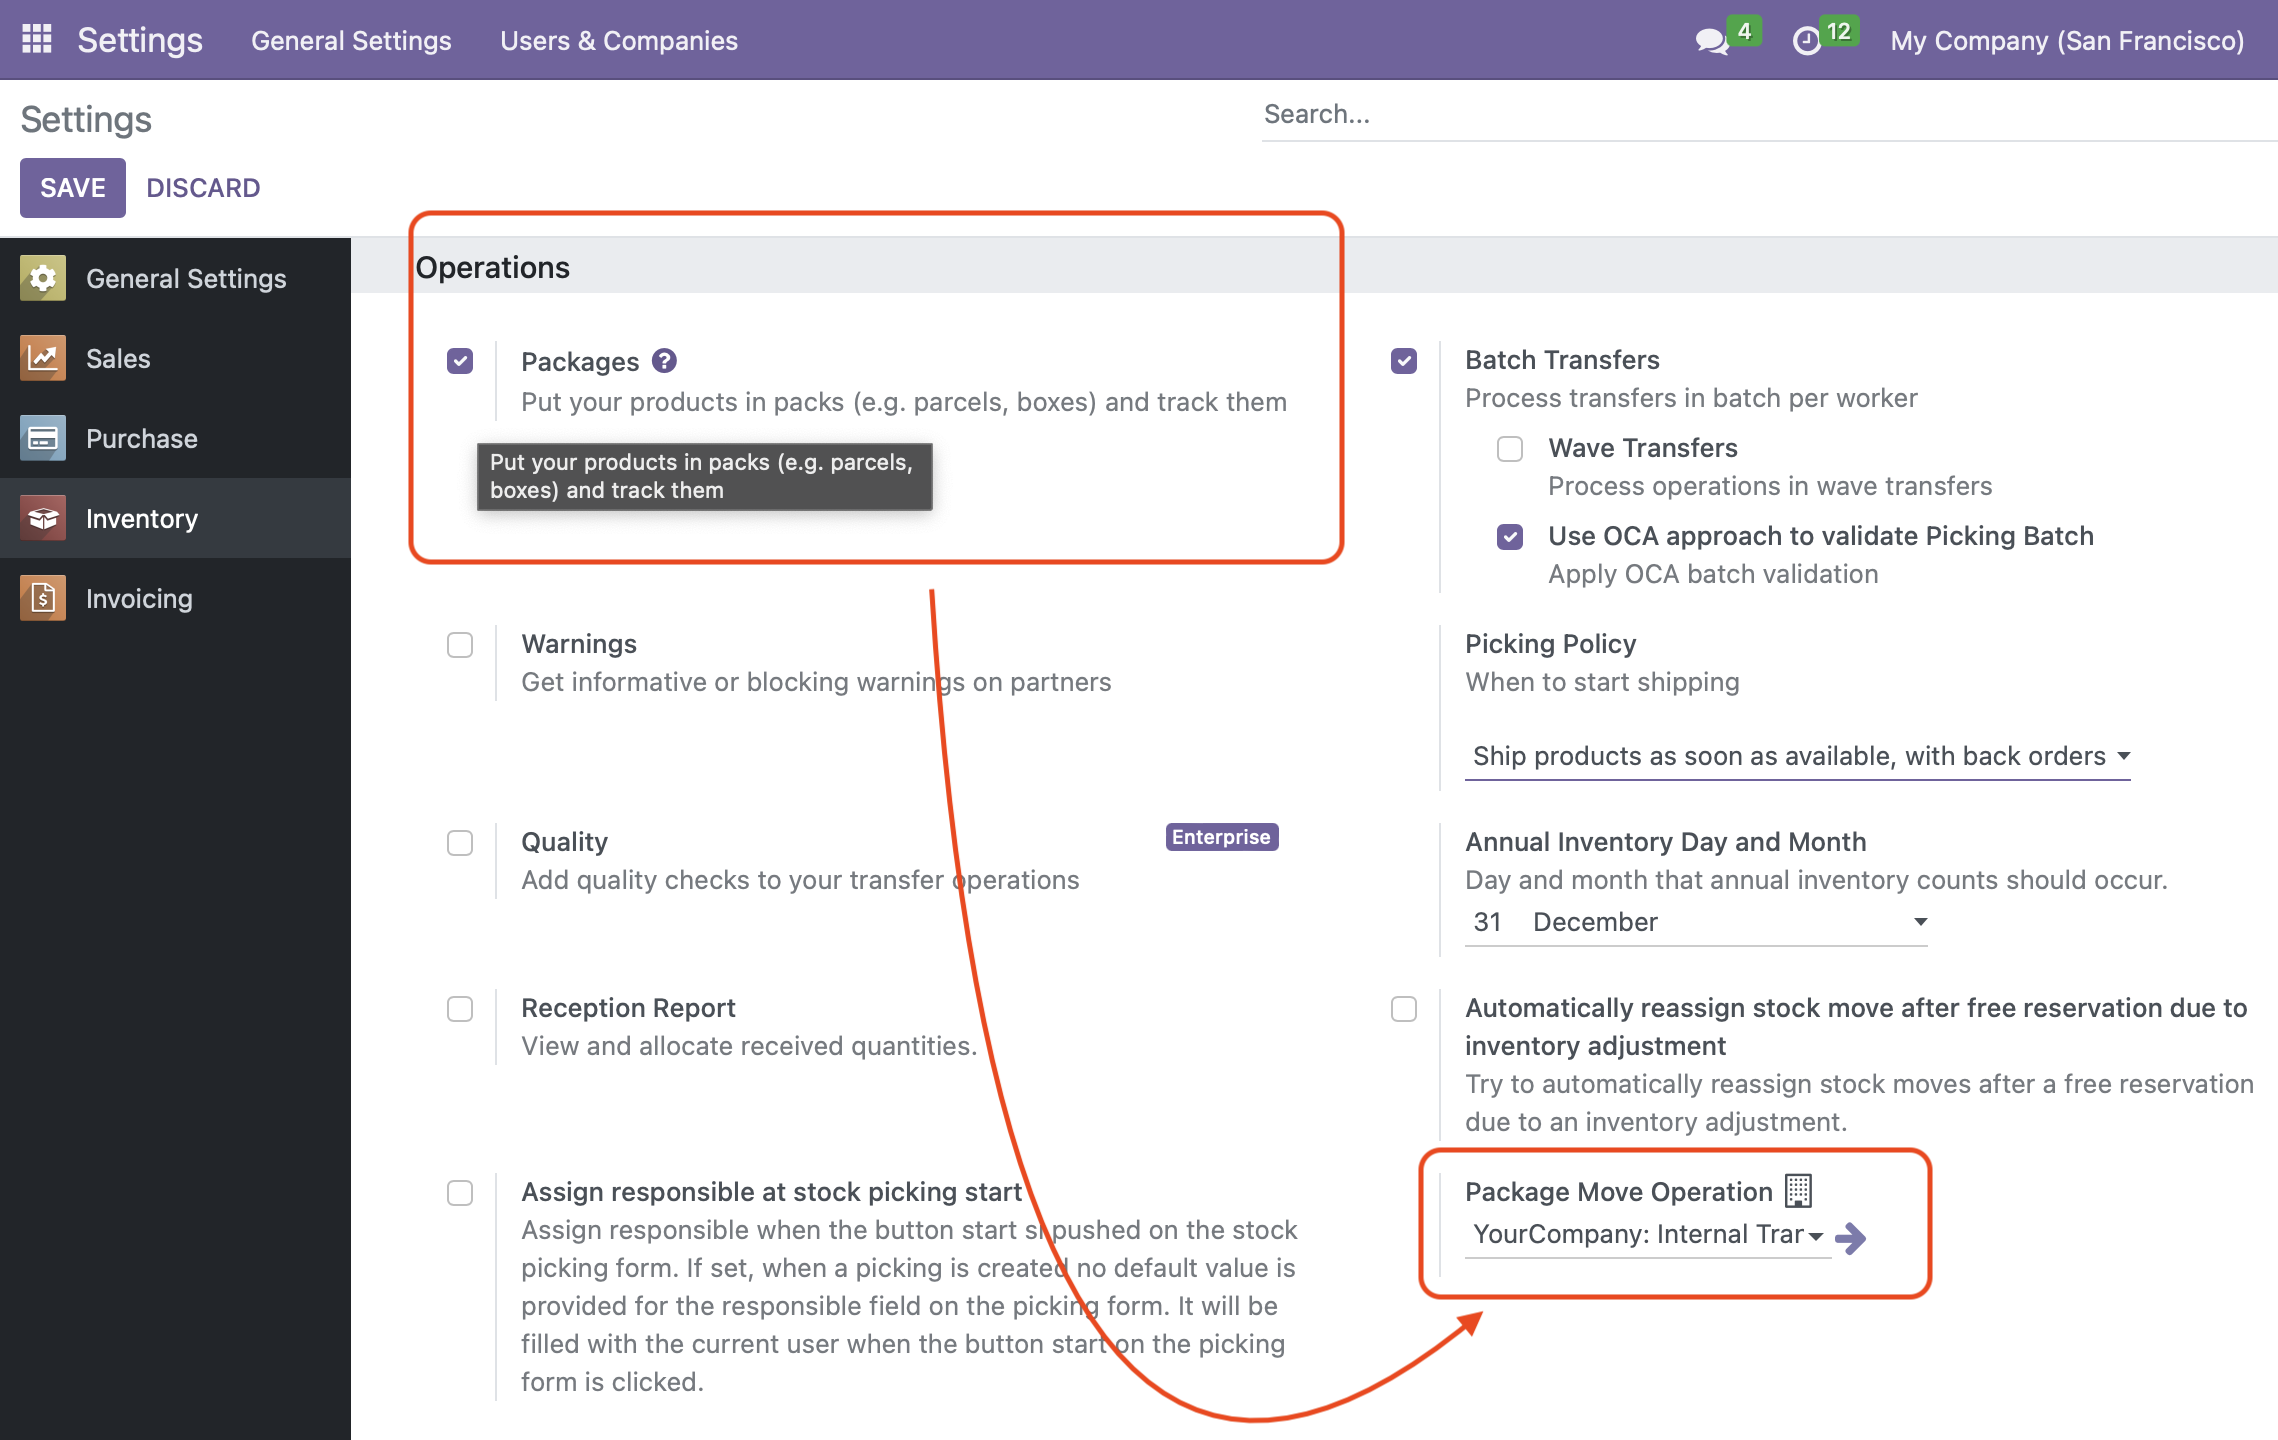 Settings
General Settings
Users & Companies
4
12
My Company (San Francisco)
Settings
Search...
SAVE
DISCARD
General Settings
Sales
Purchase
Inventory
Invoicing
Operations
Packages ?
Put your products in packs (e.g. parcels, boxes) and track them
Put your products in packs (e.g. parcels,
boxes) and track them
Batch Transfers
Process transfers in batch per worker
Wave Transfers
Process operations in wave transfers
Use OCA approach to validate Picking Batch
Apply OCA batch validation
Warnings
Get informative or blocking warnings on partners
Picking Policy
When to start shipping
Ship products as soon as available, with back orders
Quality
Enterprise
Add quality checks to your transfer operations
Annual Inventory Day and Month
Day and month that annual inventory counts should occur.
31 December
Reception Report
View and allocate received quantities.
Automatically reassign stock move after free reservation due to
inventory adjustment
Try to automatically reassign stock moves after a free reservation
due to an inventory adjustment.
Assign responsible at stock picking start
Assign responsible when the button start si pushed on the stock
picking form. If set, when a picking is created no default value is
provided for the responsible field on the picking form. It will be
filled with the current user when the button start on the picking
form is clicked.
Package Move Operation
YourCompany: Internal Trar